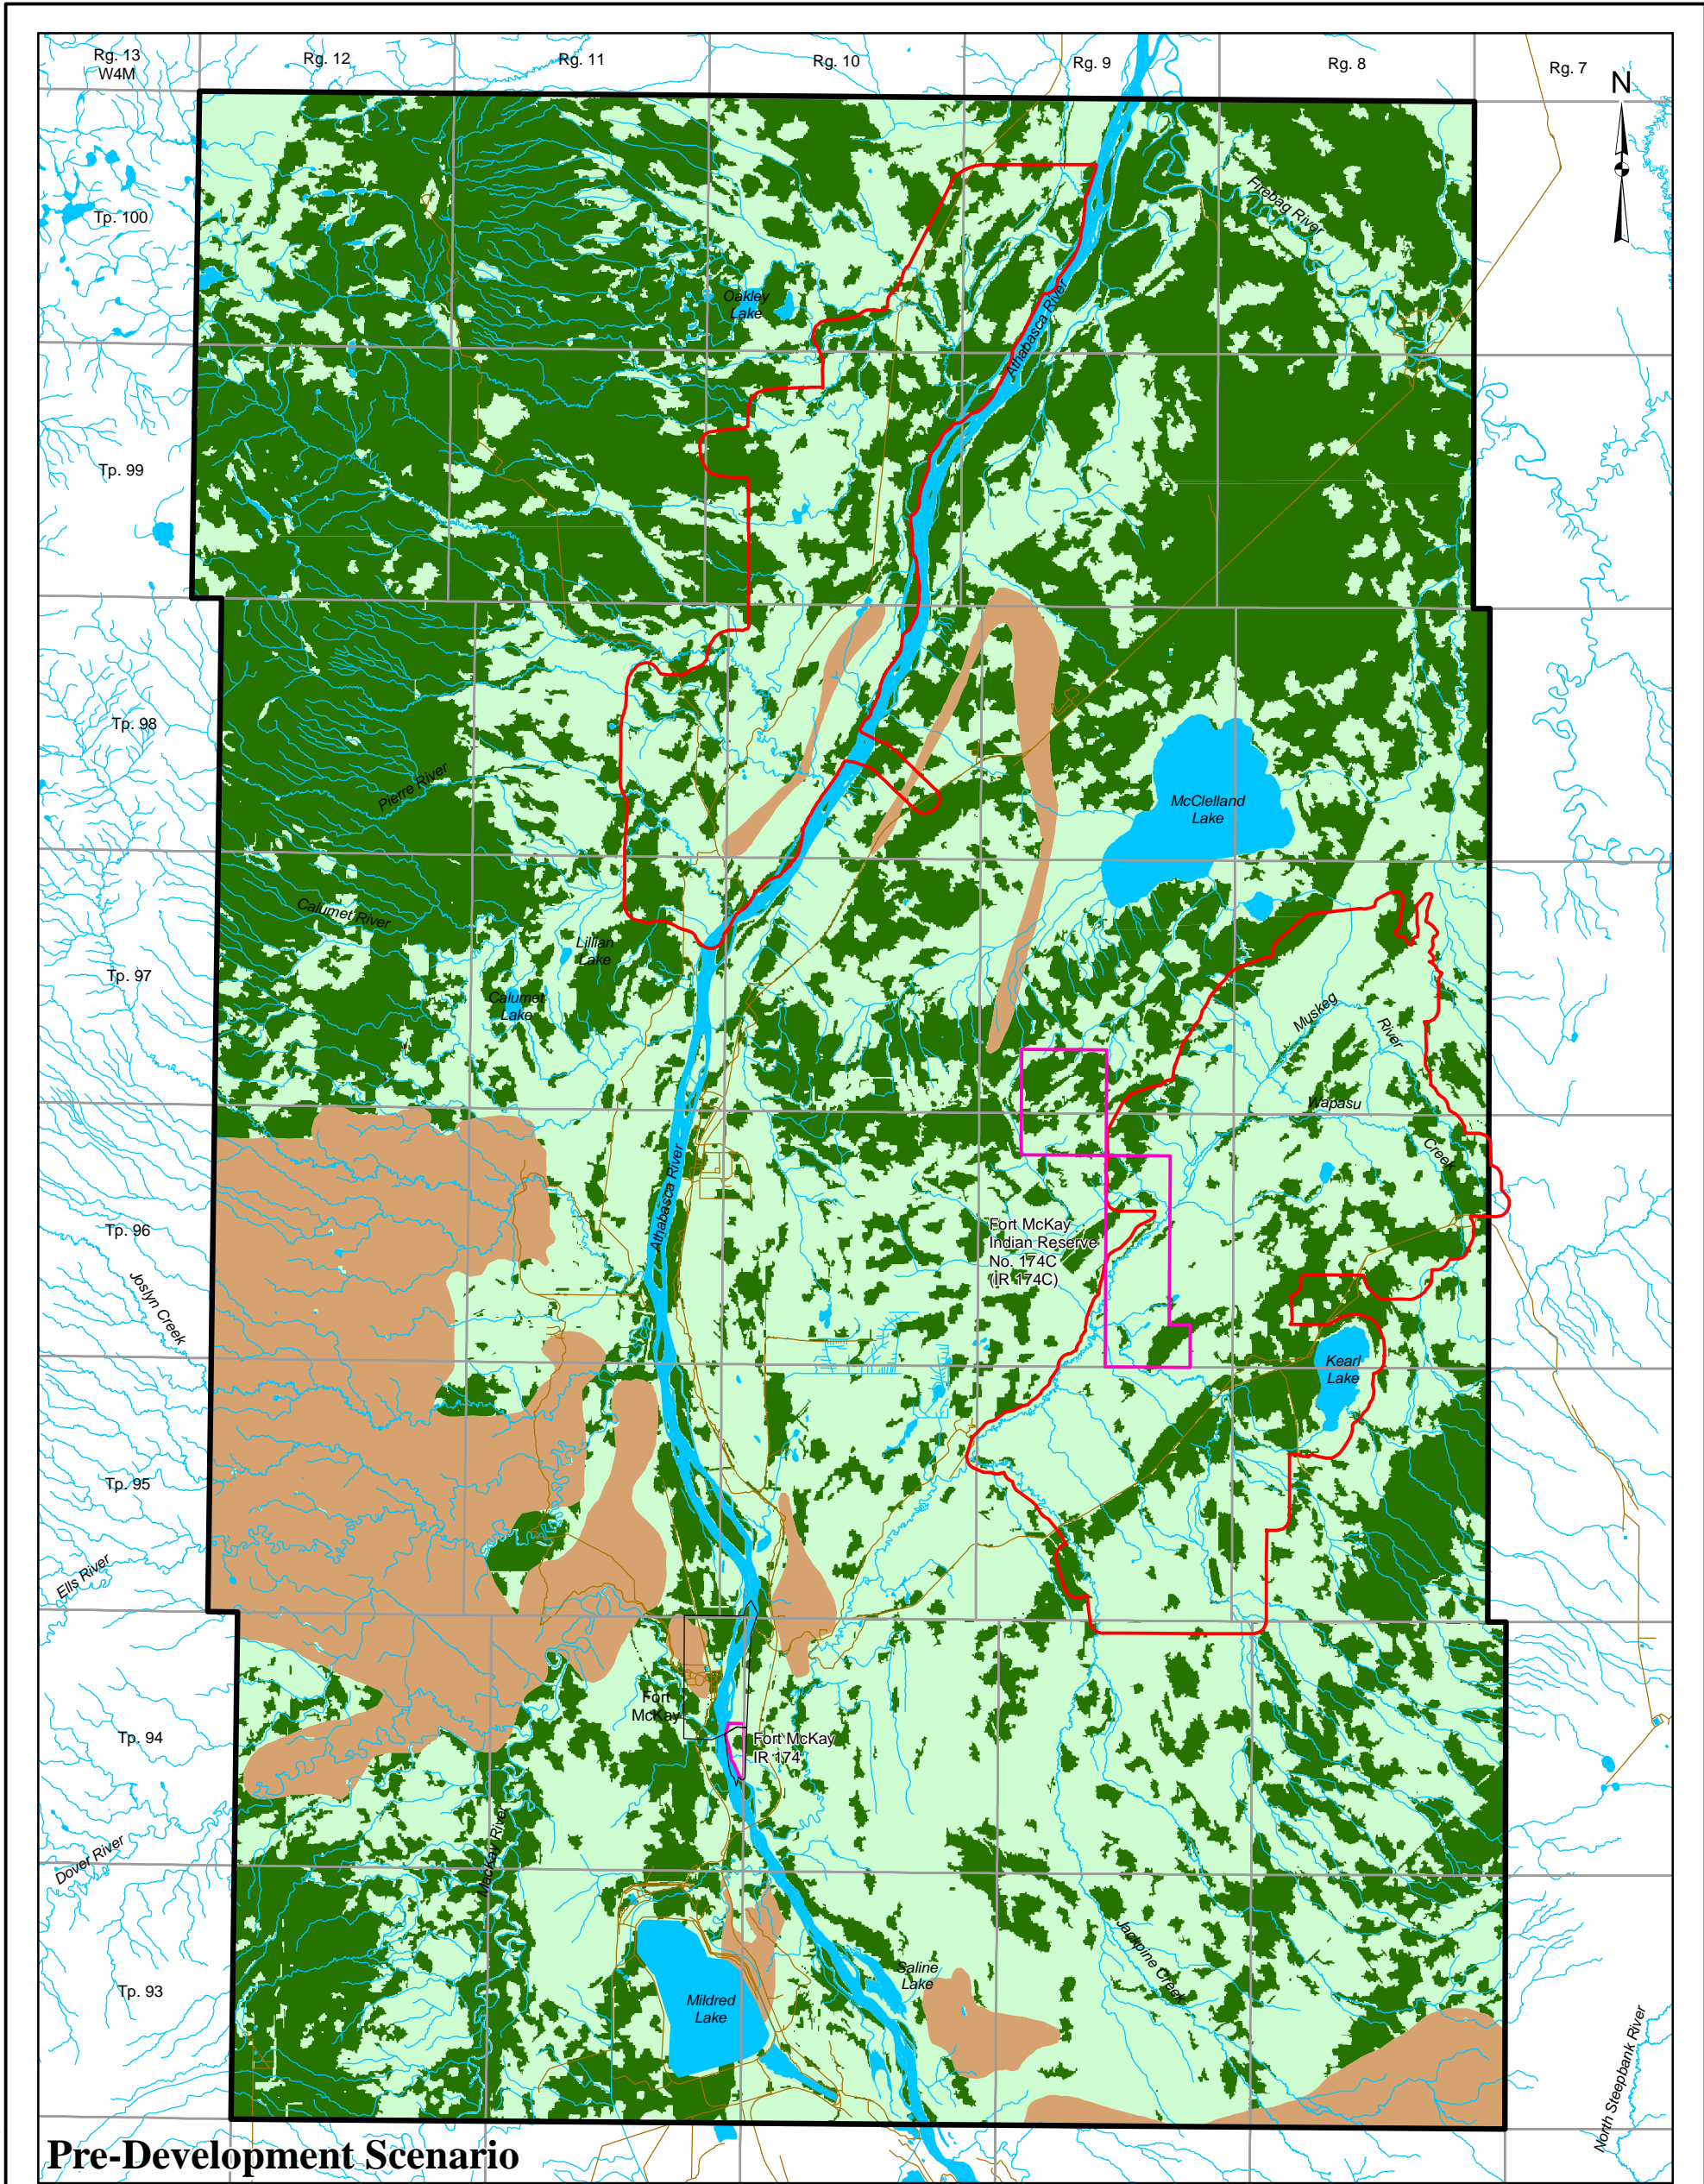 Rg. 13
W4M
Rg. 12
Rg. 11
Rg. 10
Rg. 9
Rg. 8
Rg. 7
N
Tp. 100
Firebag River
Oakley
Lake
Athabasca River
Tp. 99
Tp. 98
Pierre River
McClelland
Lake
Calumet River
Lillian
Lake
Tp. 97
Calumet
Lake
Muskeg
River
Wapasu
Creek
Athabasca River
Tp. 96
Fort McKay
Indian Reserve
No. 174C
(IR 174C)
Joslyn Creek
Kearl
Lake
Tp. 95
Ells River
Fort
McKay
Tp. 94
Fort McKay
IR 174
Dover River
MacKay River
Jackpine Creek
Saline
Lake
Tp. 93
Mildred
Lake
North Steepbank River
Pre-Development Scenario